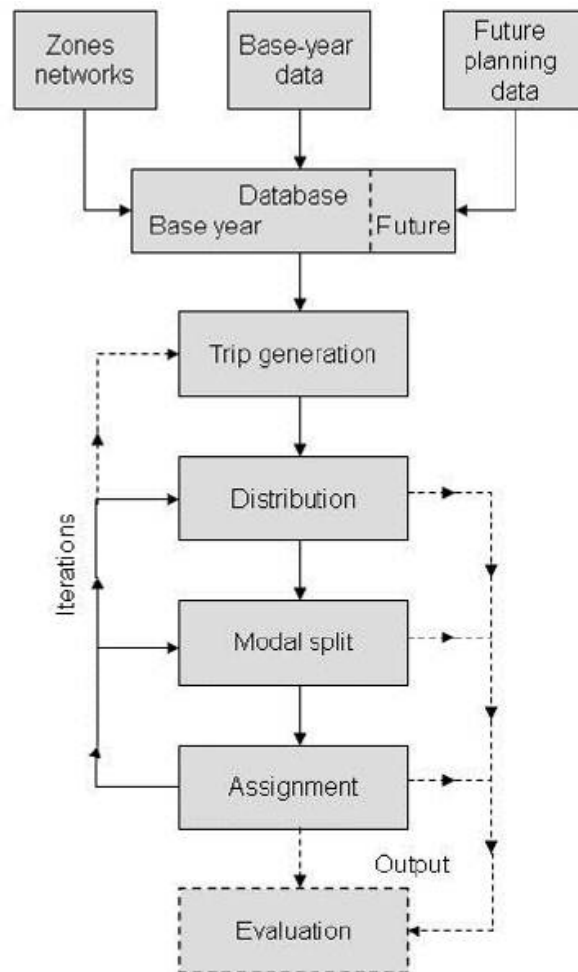 Zones
networks
Base-year
data
Future
planning
data
Database
Base year
Future
Trip generation
Distribution
Iterations
Modal split
Assignment
Output
Evaluation